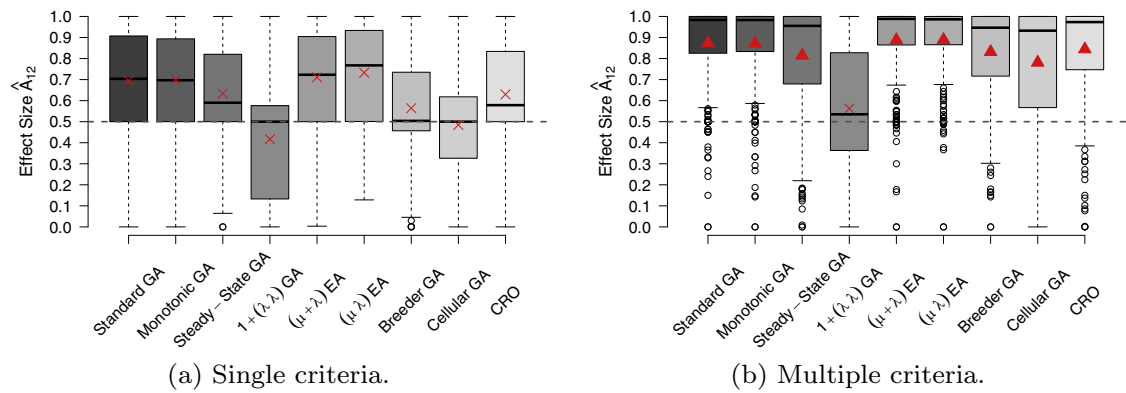 Effect Size Â₁₂
1.0
0.9
0.8
0.7
0.6
0.5
0.4
0.3
0.2
0.1
0.0
Standard GA
Monotonic GA
Steady − State GA
1 + (λ, λ) GA
(μ + λ) EA
(μ, λ) EA
Breeder GA
Cellular GA
CRO
(a) Single criteria.
Effect Size Â₁₂
1.0
0.9
0.8
0.7
0.6
0.5
0.4
0.3
0.2
0.1
0.0
Standard GA
Monotonic GA
Steady − State GA
1 + (λ, λ) GA
(μ + λ) EA
(μ, λ) EA
Breeder GA
Cellular GA
CRO
(b) Multiple criteria.